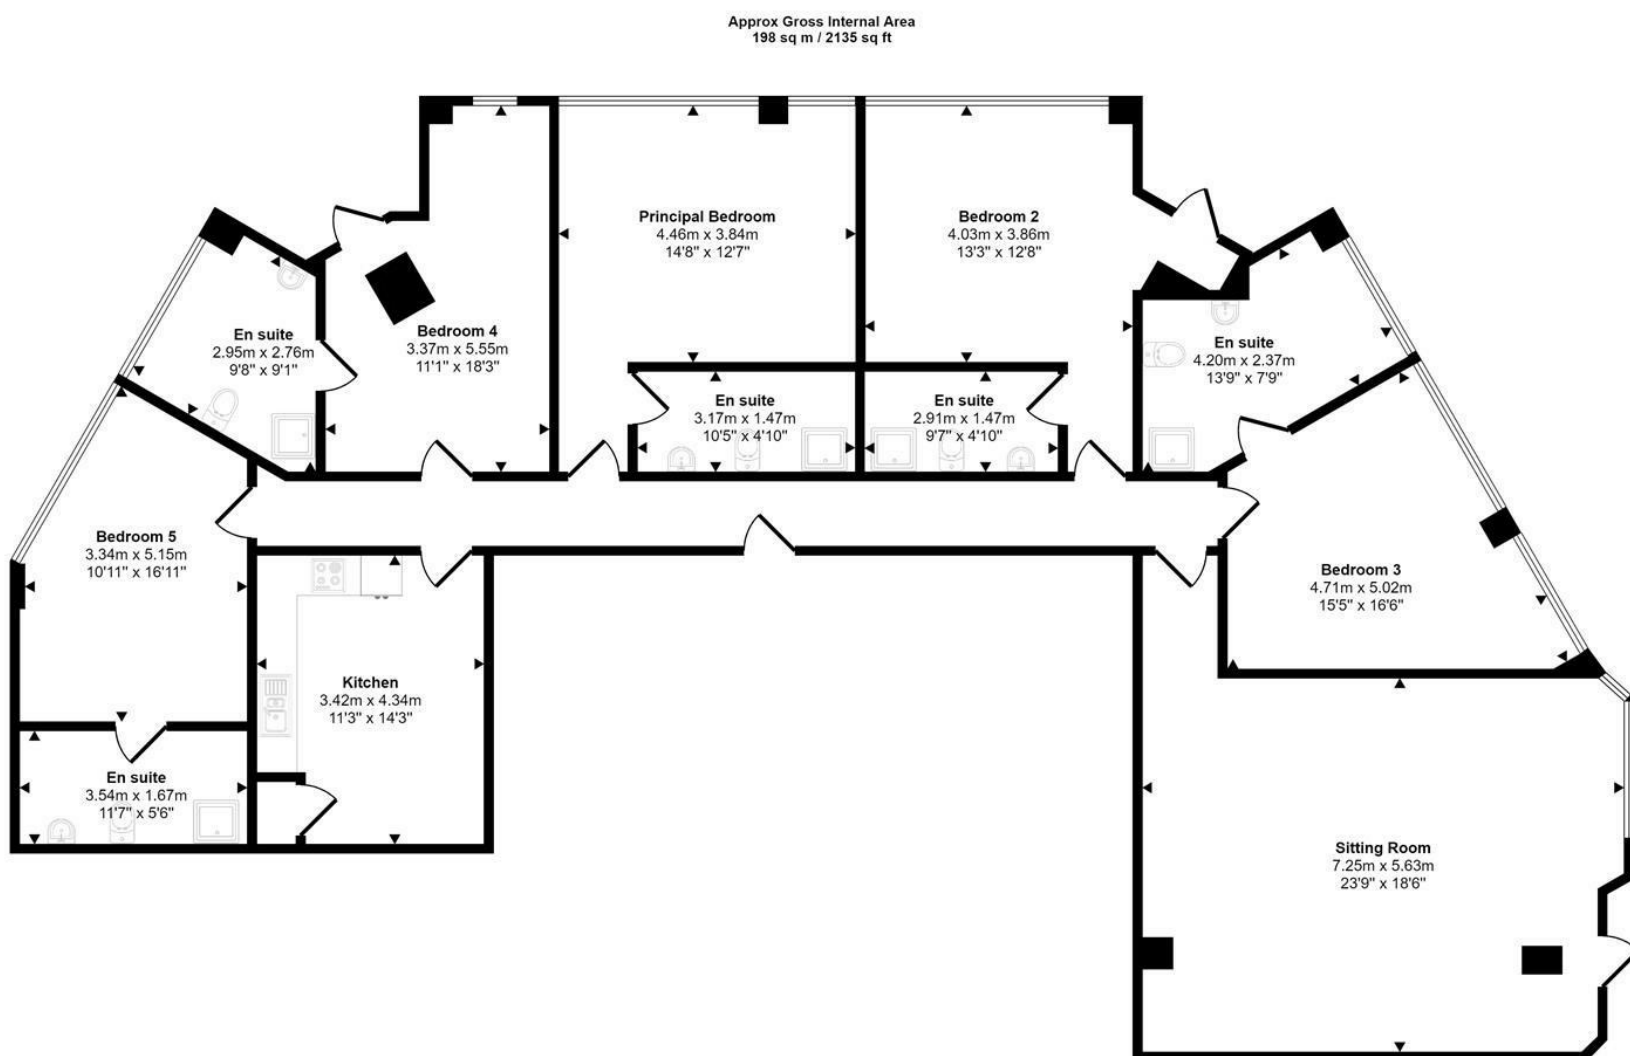 Approx Gross Internal Area
198 sq m / 2135 sq ft
Principal Bedroom
4.46m x 3.84m
14'8" x 12'7"
Bedroom 2
4.03m x 3.86m
13'3" x 12'8"
En suite
2.95m x 2.76m
9'8" x 9'1"
Bedroom 4
3.37m x 5.55m
11'1" x 18'3"
En suite
4.20m x 2.37m
13'9" x 7'9"
En suite
3.17m x 1.47m
10'5" x 4'10"
En suite
2.91m x 1.47m
9'7" x 4'10"
Bedroom 5
3.34m x 5.15m
10'11" x 16'11"
Bedroom 3
4.71m x 5.02m
15'5" x 16'6"
Kitchen
3.42m x 4.34m
11'3" x 14'3"
En suite
3.54m x 1.67m
11'7" x 5'6"
Sitting Room
7.25m x 5.63m
23'9" x 18'6"